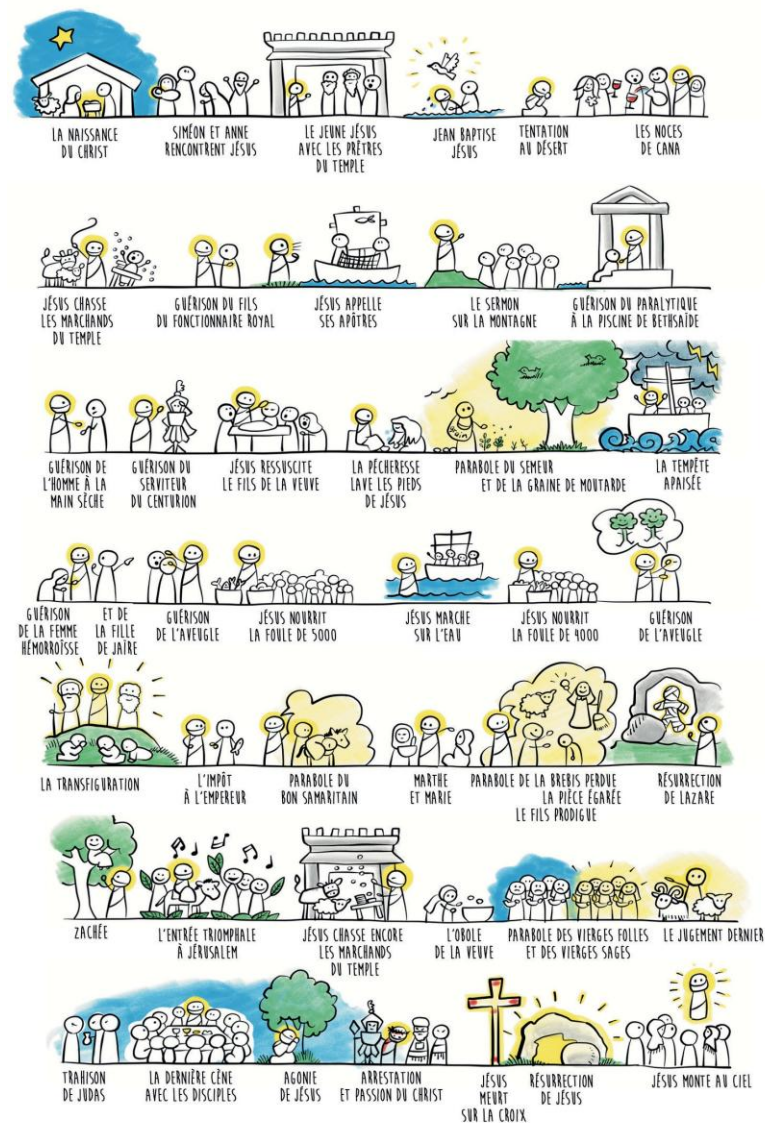 LA NAISSANCE
DU CHRIST
SIMÉON ET ANNE
RENCONTRENT JÉSUS
LE JEUNE JÉSUS
AVEC LES PRÊTRES
DU TEMPLE
JEAN BAPTISE
JÉSUS
TENTATION
AU DÉSERT
LES NOCES
DE CANA
JÉSUS CHASSE
LES MARCHANDS
DU TEMPLE
GUÉRISON DU FILS
DU FONCTIONNAIRE ROYAL
JÉSUS APPELLE
SES APÔTRES
LE SERMON
SUR LA MONTAGNE
GUÉRISON DU PARALYTIQUE
À LA PISCINE DE BETHSAÏDE
GUÉRISON DE
L'HOMME À LA
MAIN SÈCHE
GUÉRISON DU
SERVITEUR
DU CENTURION
JÉSUS RESSUSCITE
LE FILS DE LA VEUVE
LA PÉCHERESSE
LAVE LES PIEDS
DE JÉSUS
grain
PARABOLE DU SEMEUR
ET DE LA GRAINE DE MOUTARDE
LA TEMPÊTE
APAISÉE
GUÉRISON
DE LA FEMME
HÉMORROÏSSE
ET DE
LA FILLE
DE JAÏRE
GUÉRISON
DE L'AVEUGLE
JÉSUS NOURRIT
LA FOULE DE 5000
JÉSUS MARCHE
SUR L'EAU
JÉSUS NOURRIT
LA FOULE DE 4000
GUÉRISON
DE L'AVEUGLE
LA TRANSFIGURATION
L'IMPÔT
À L'EMPEREUR
PARABOLE DU
BON SAMARITAIN
MARTHE
ET MARIE
PARABOLE DE LA BREBIS PERDUE
LA PIÈCE ÉGARÉE
LE FILS PRODIGUE
RÉSURRECTION
DE LAZARE
ZACHÉE
L'ENTRÉE TRIOMPHALE
À JÉRUSALEM
JÉSUS CHASSE ENCORE
LES MARCHANDS
DU TEMPLE
L'OBOLE
DE LA VEUVE
PARABOLE DES VIERGES FOLLES
ET DES VIERGES SAGES
LE JUGEMENT DERNIER
TRAHISON
DE JUDAS
LA DERNIÈRE CÈNE
AVEC LES DISCIPLES
AGONIE
DE JÉSUS
ARRESTATION
ET PASSION DU CHRIST
JÉSUS
MEURT
SUR LA CROIX
RÉSURRECTION
DE JÉSUS
JÉSUS MONTE AU CIEL